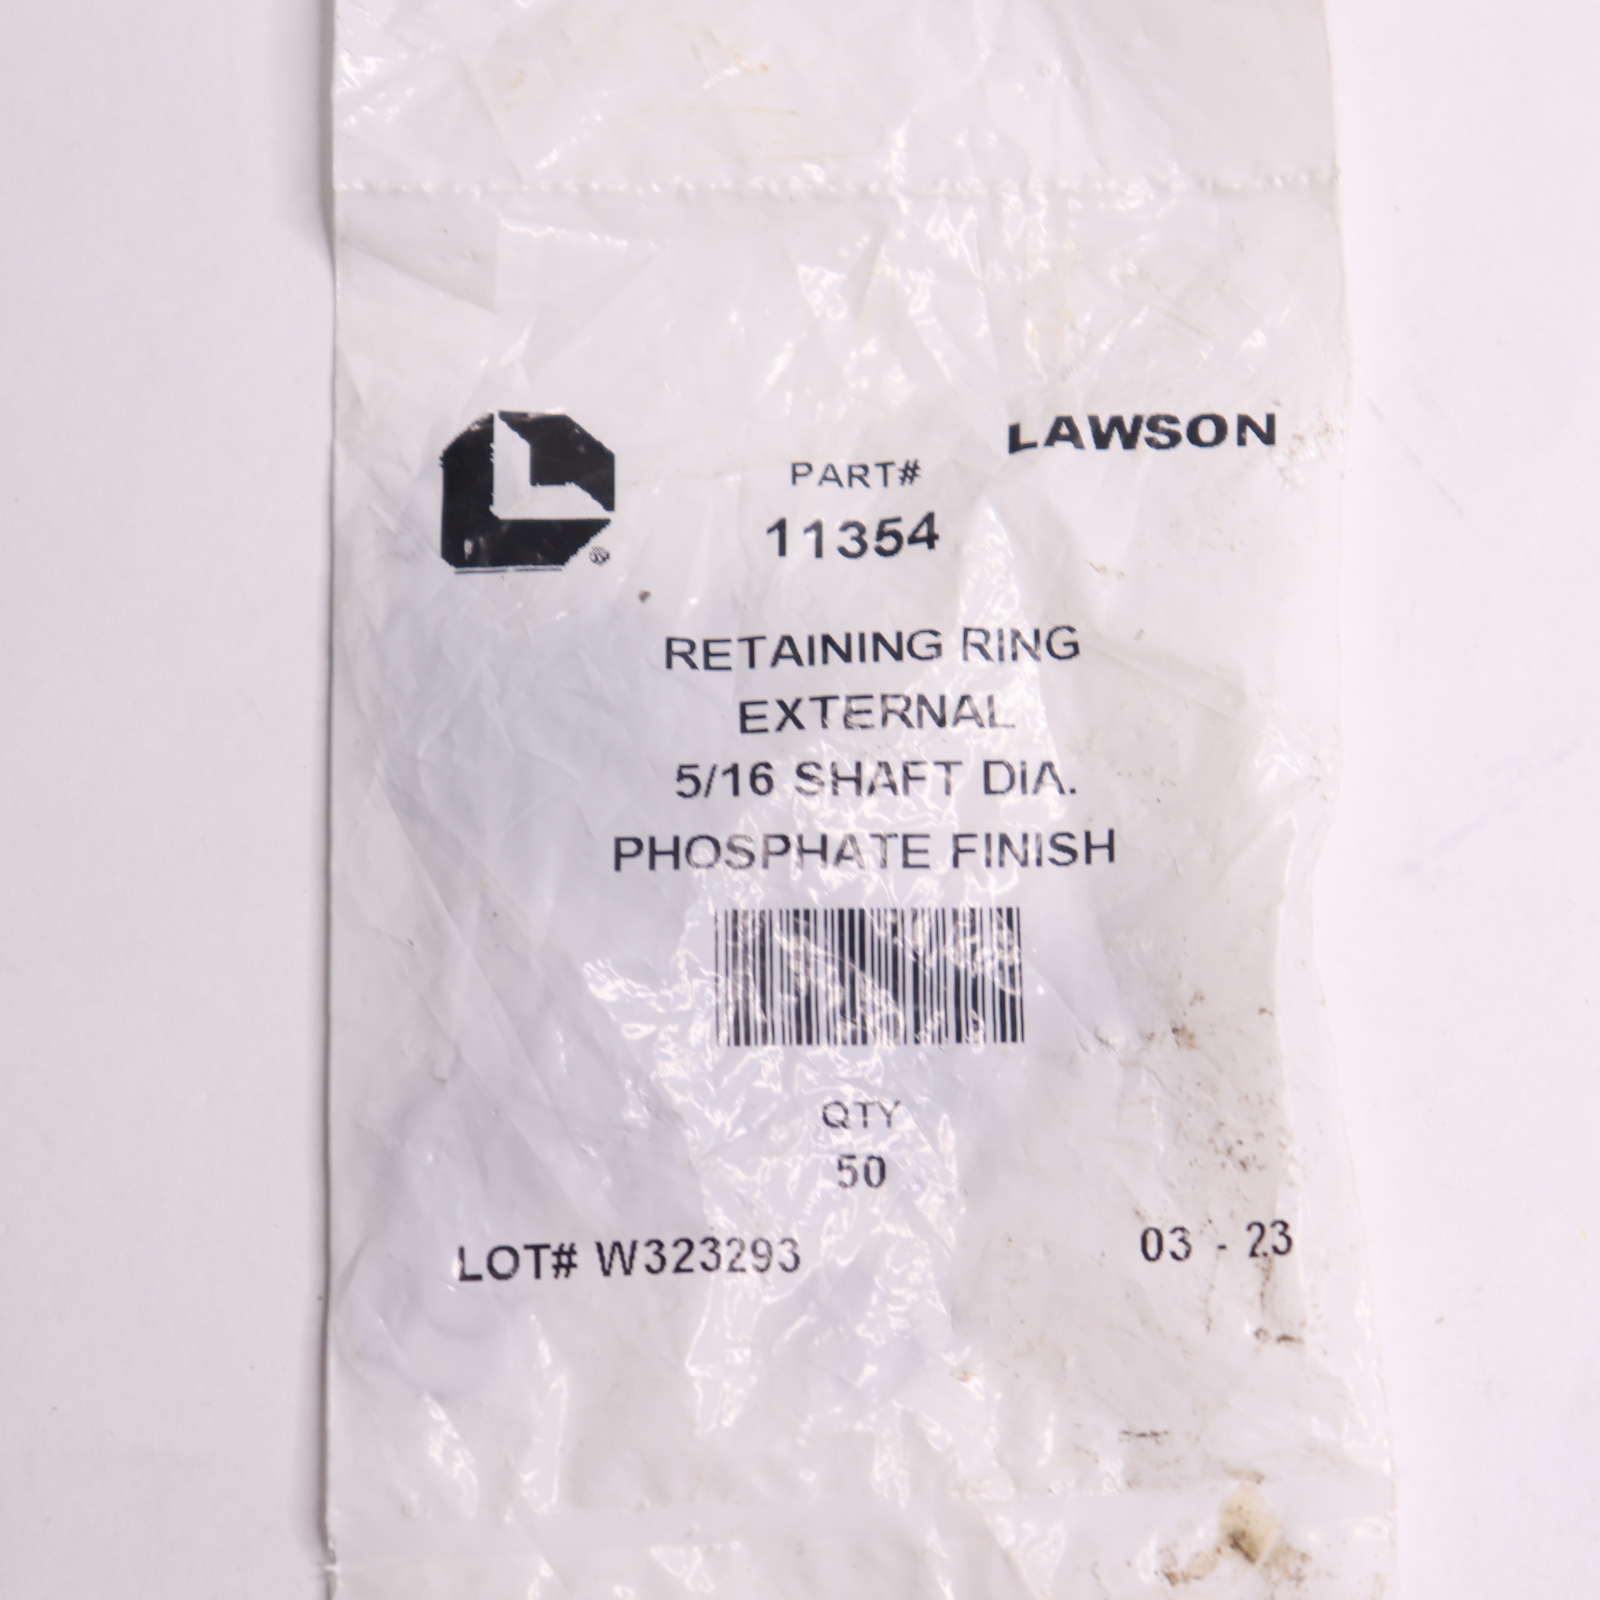 LAWSON
PART#
11354
RETAINING RING
EXTERNAL
5/16 SHAFT DIA.
PHOSPHATE FINISH
QTY
50
LOT# W323293
03 - 23